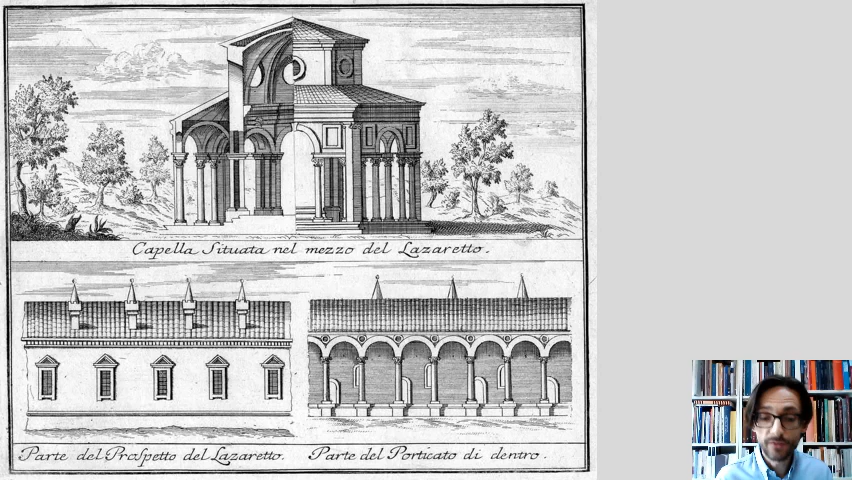 Capella Situata nel mezzo del Lazaretto.
Parte del Prospetto del Lazaretto.
Parte del Porticato di dentro.